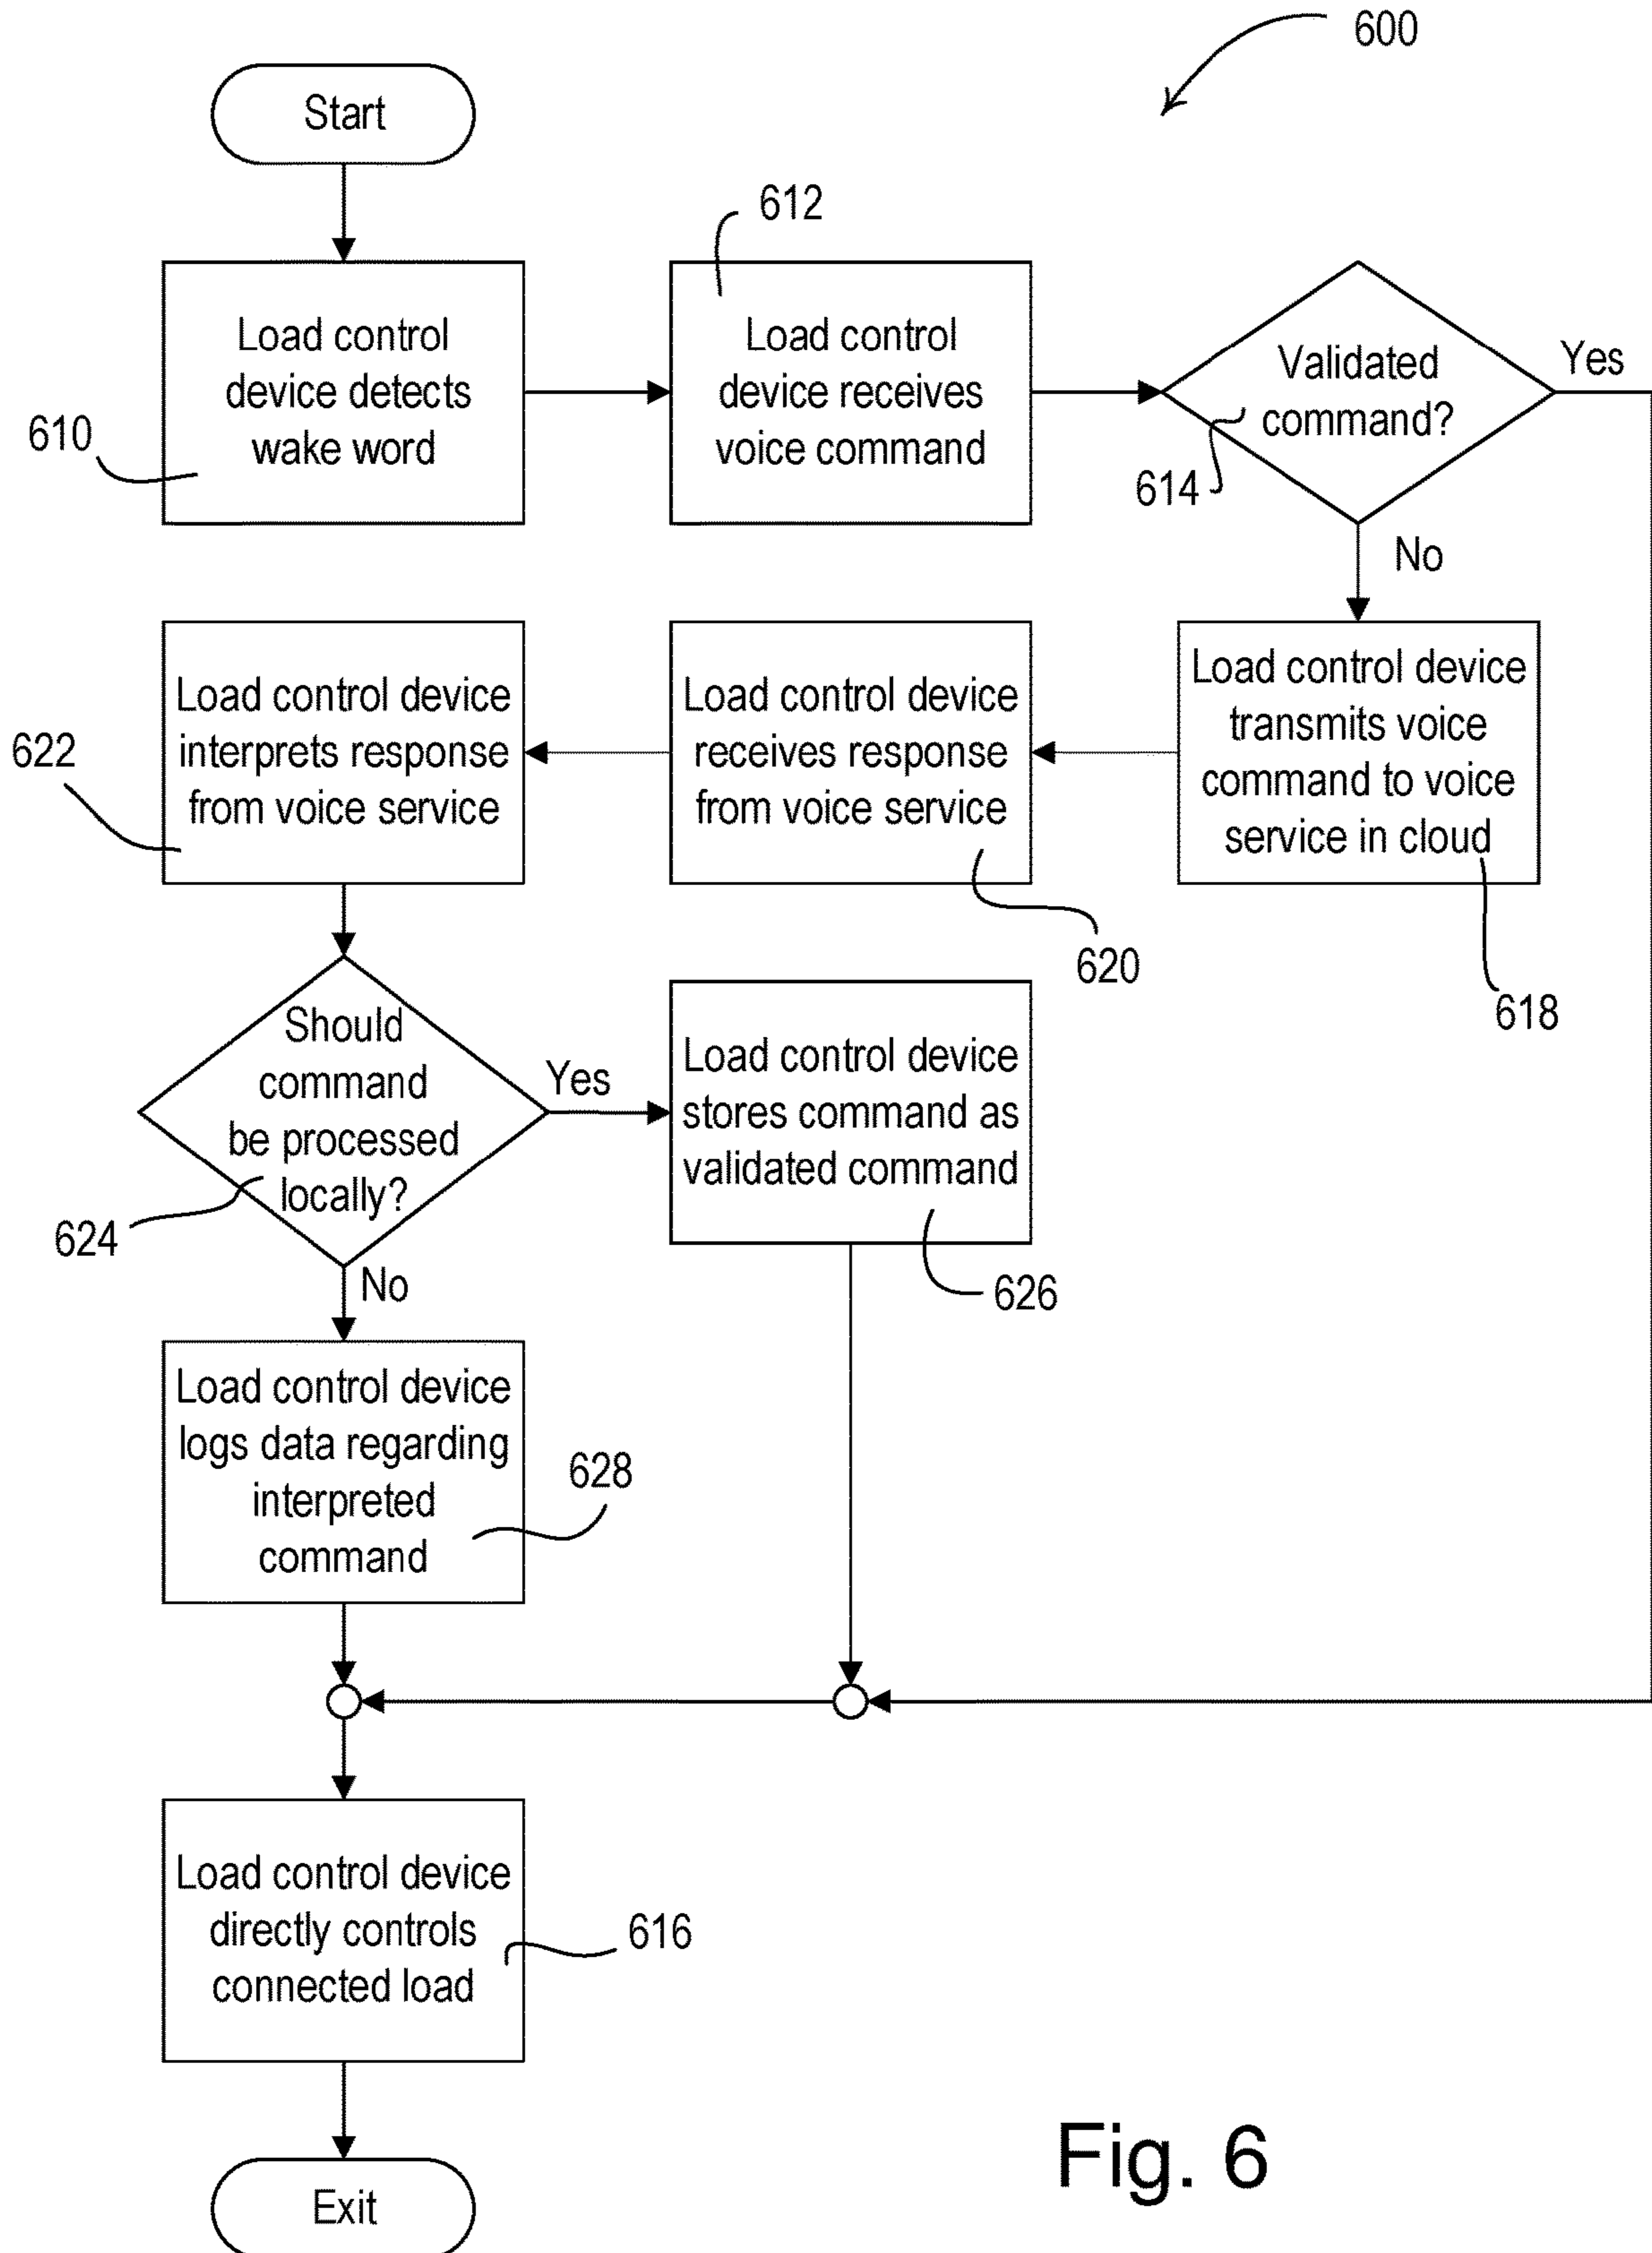 600
Start
612
Load control
device detects
wake word
610
Load control
device receives
voice command
Validated
command?
614
Yes
No
Load control device
interprets response
from voice service
622
Load control device
receives response
from voice service
620
Load control device
transmits voice
command to voice
service in cloud
618
Should
command
be processed
locally?
624
Yes
Load control device
stores command as
validated command
626
No
Load control device
logs data regarding
interpreted
command
628
Load control device
directly controls
connected load
616
Exit
Fig. 6